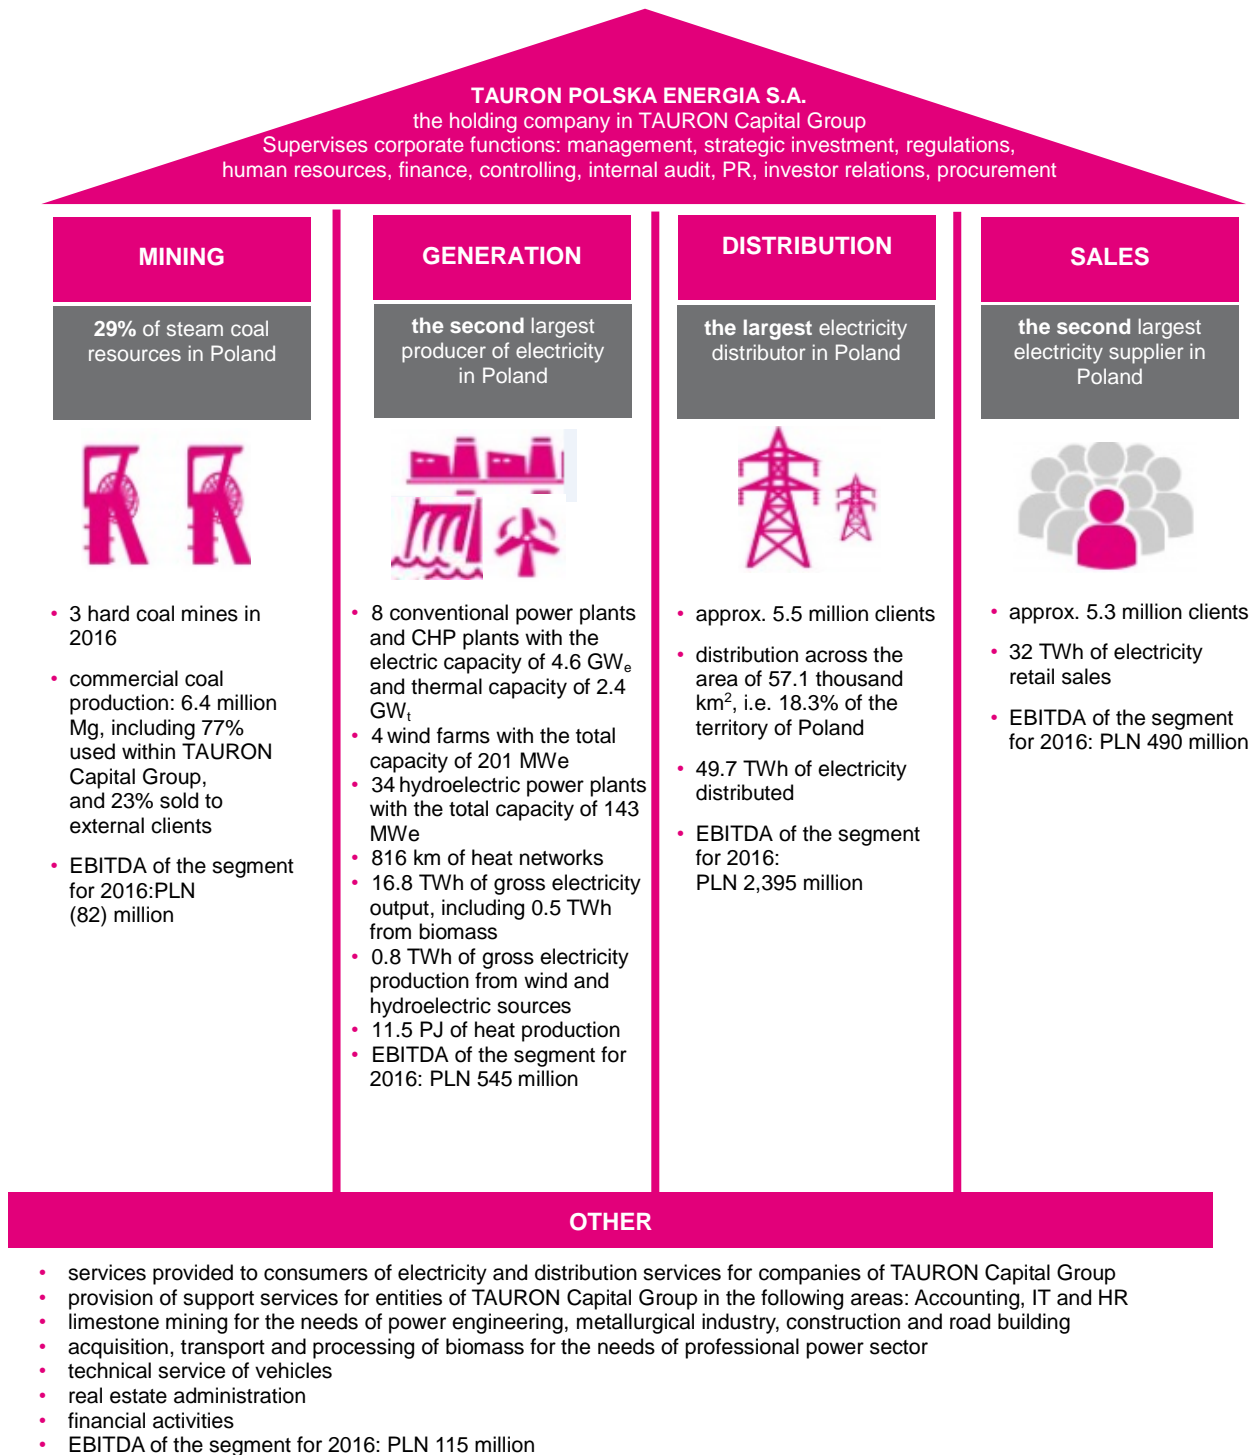 TAURON POLSKA ENERGIA S.A.
the holding company in TAURON Capital Group
Supervises corporate functions: management, strategic investment, regulations,
human resources, finance, controlling, internal audit, PR, investor relations, procurement
MINING
29% of steam coal
resources in Poland
• 3 hard coal mines in
2016
• commercial coal
production: 6.4 million
Mg, including 77%
used within TAURON
Capital Group,
and 23% sold to
external clients
• EBITDA of the segment
for 2016:PLN
(82) million
GENERATION
the second largest
producer of electricity
in Poland
• 8 conventional power plants
and CHP plants with the
electric capacity of 4.6 GWe
and thermal capacity of 2.4
GWt
• 4 wind farms with the total
capacity of 201 MWe
• 34 hydroelectric power plants
with the total capacity of 143
MWe
• 816 km of heat networks
• 16.8 TWh of gross electricity
output, including 0.5 TWh
from biomass
• 0.8 TWh of gross electricity
production from wind and
hydroelectric sources
• 11.5 PJ of heat production
• EBITDA of the segment for
2016: PLN 545 million
DISTRIBUTION
the largest electricity
distributor in Poland
• approx. 5.5 million clients
• distribution across the
area of 57.1 thousand
km², i.e. 18.3% of the
territory of Poland
• 49.7 TWh of electricity
distributed
• EBITDA of the segment
for 2016:
PLN 2,395 million
SALES
the second largest
electricity supplier in
Poland
• approx. 5.3 million clients
• 32 TWh of electricity
retail sales
• EBITDA of the segment
for 2016: PLN 490 million
OTHER
• services provided to consumers of electricity and distribution services for companies of TAURON Capital Group
• provision of support services for entities of TAURON Capital Group in the following areas: Accounting, IT and HR
• limestone mining for the needs of power engineering, metallurgical industry, construction and road building
• acquisition, transport and processing of biomass for the needs of professional power sector
• technical service of vehicles
• real estate administration
• financial activities
• EBITDA of the segment for 2016: PLN 115 million